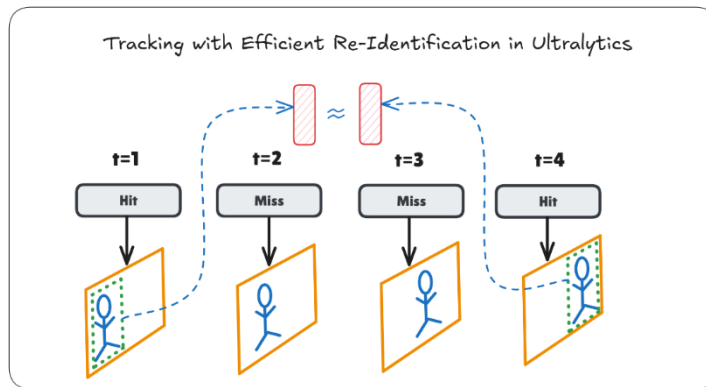 Tracking with Efficient Re-Identification in Ultralytics
≈
t=1 t=2 t=3 t=4
Hit Miss Miss Hit